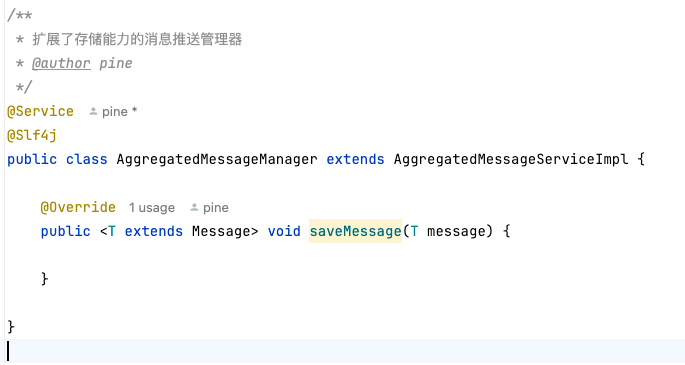 /**
 * 扩展了存储能力的消息推送管理器
 * @author pine
 */
@Service pine *
@Slf4j
public class AggregatedMessageManager extends AggregatedMessageServiceImpl {
@Override 1 usage pine
public <T extends Message> void saveMessage(T message) {
}
}